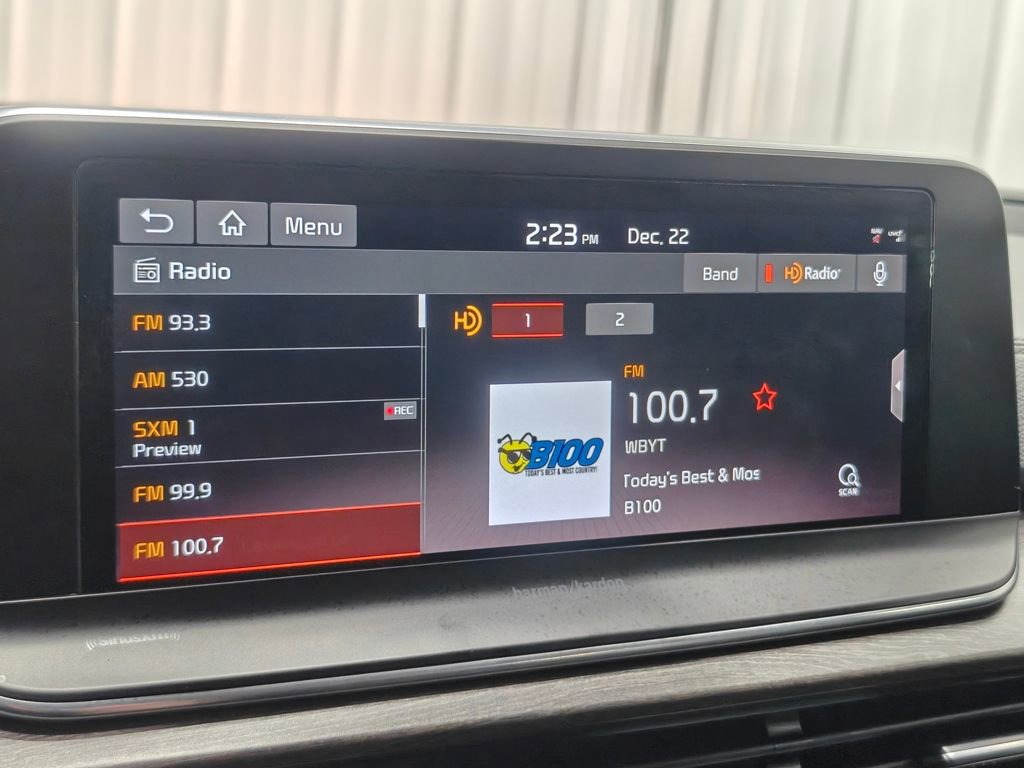 Menu
2:23 PM
Dec. 22
Radio
Band
HD Radio
FM 93.3
AM 530
SXM 1
REC
Preview
FM 99.9
FM 100.7
HD
1
2
FM
100.7
WBYT
Today's Best & Mos
B100
SCAN
B100
TODAY'S BEST & MOST COUNTRY!
harman/kardon
((SiriusXM))